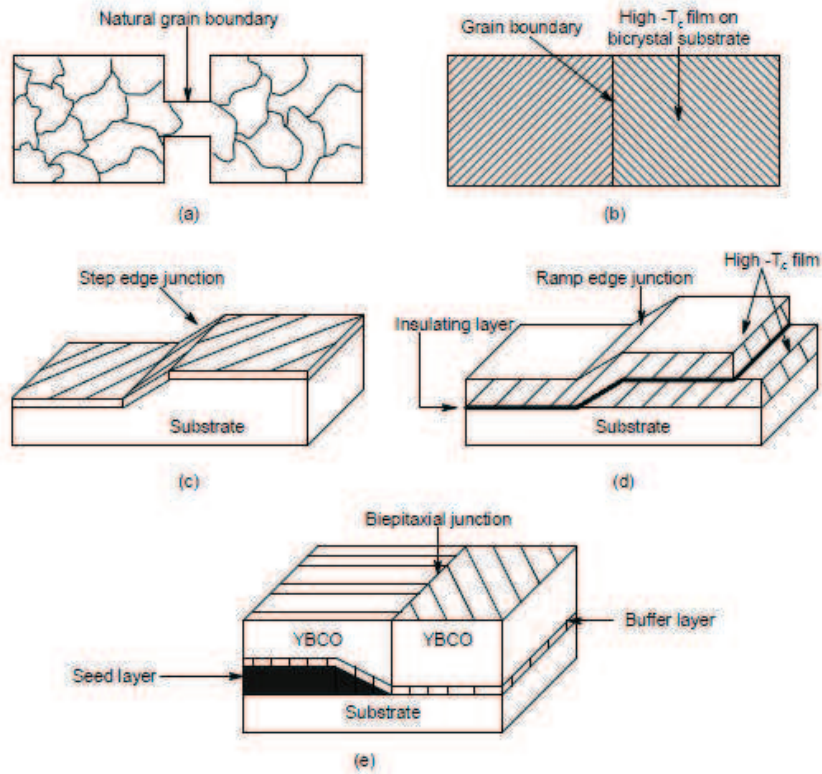 Natural grain boundary
(a)
Grain boundary
High -Tc film on
bicrystal substrate
(b)
Step edge junction
Substrate
(c)
Ramp edge junction
High -Tc film
Insulating layer
Substrate
(d)
Biepitaxial junction
YBCO
YBCO
Buffer layer
Seed layer
Substrate
(e)